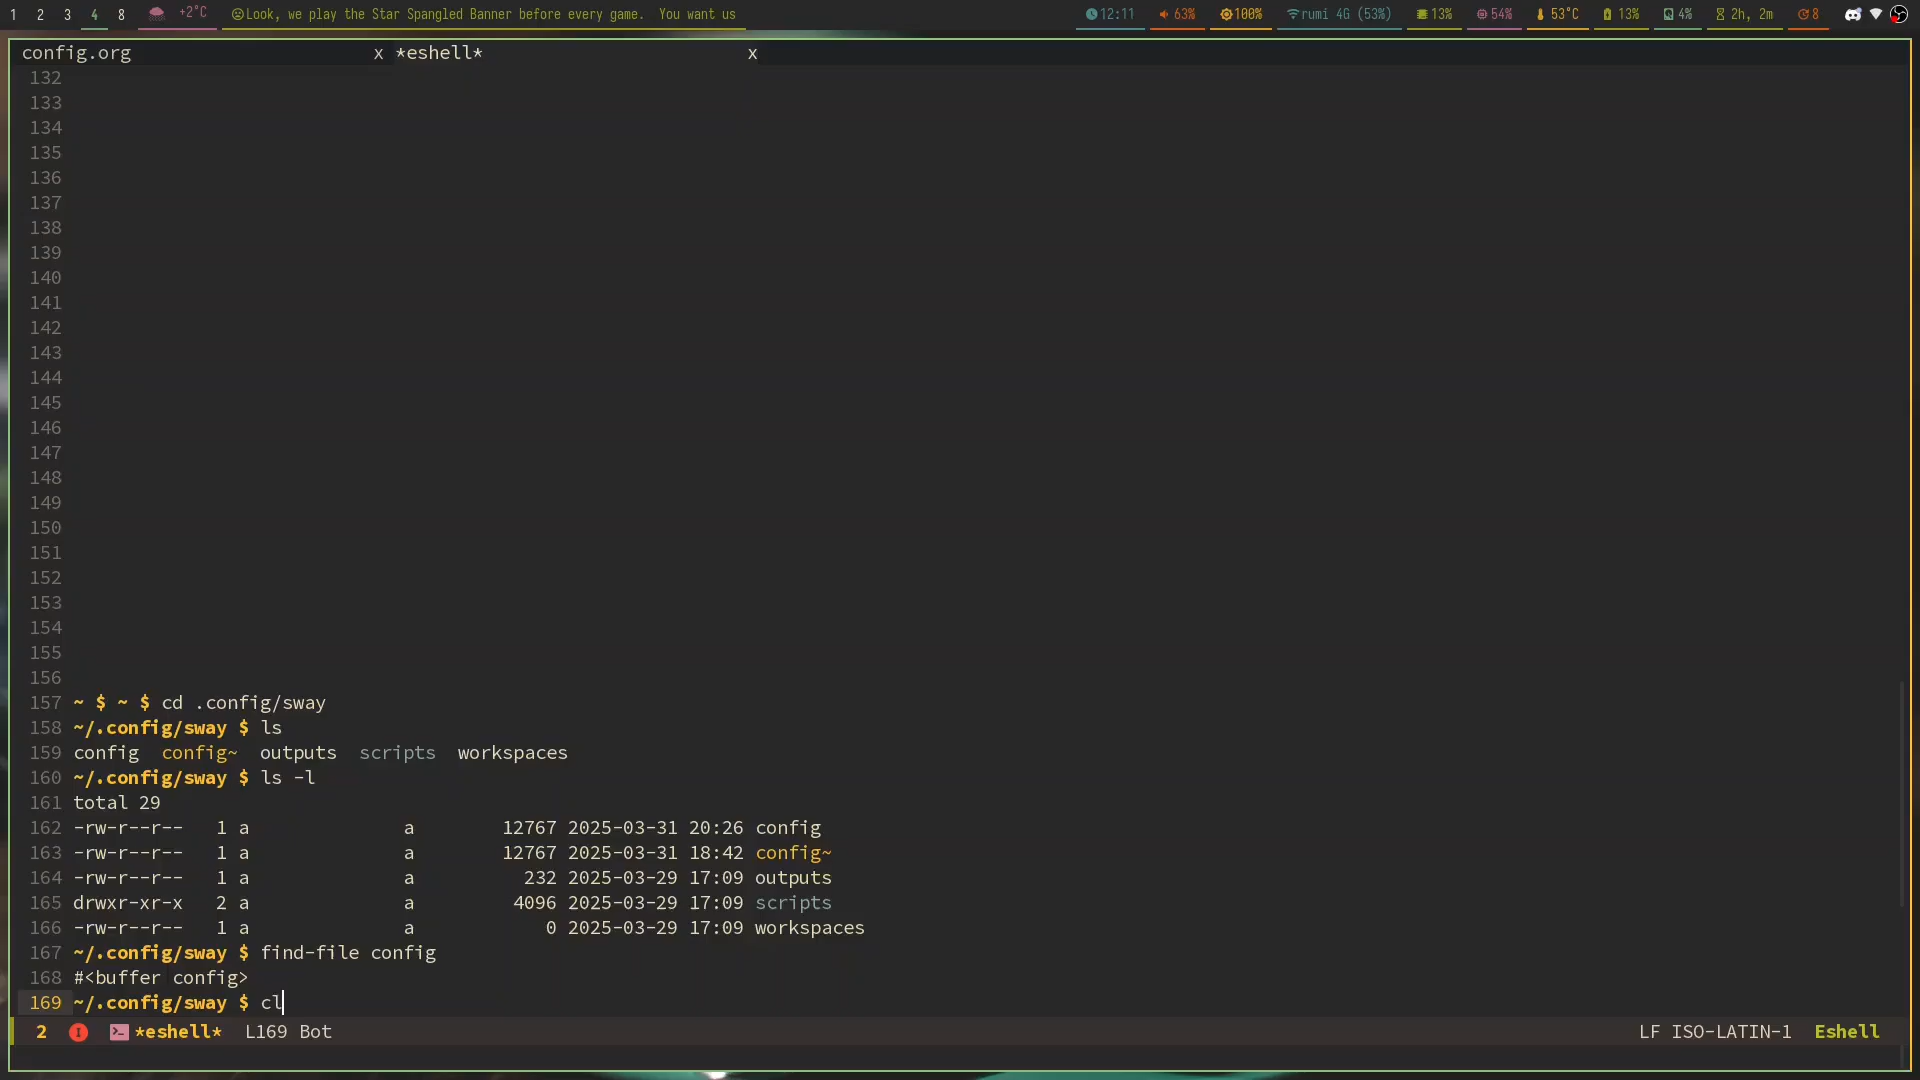 1 2 3 4 8 +2°C Look, we play the Star Spangled Banner before every game. You want us 12:11 63% 100% rumi 4G (53%) 13% 54% 53°C 13% 4% 2h, 2m 8
config.org x *eshell* x
132
133
134
135
136
137
138
139
140
141
142
143
144
145
146
147
148
149
150
151
152
153
154
155
156
157 ~ $ ~ $ cd .config/sway
158 ~/.config/sway $ ls
159 config config~ outputs scripts workspaces
160 ~/.config/sway $ ls -l
161 total 29
162 -rw-r--r-- 1 a a 12767 2025-03-31 20:26 config
163 -rw-r--r-- 1 a a 12767 2025-03-31 18:42 config~
164 -rw-r--r-- 1 a a 232 2025-03-29 17:09 outputs
165 drwxr-xr-x 2 a a 4096 2025-03-29 17:09 scripts
166 -rw-r--r-- 1 a a 0 2025-03-29 17:09 workspaces
167 ~/.config/sway $ find-file config
168 #<buffer config>
169 ~/.config/sway $ cl
2 I *eshell* L169 Bot LF ISO-LATIN-1 Eshell